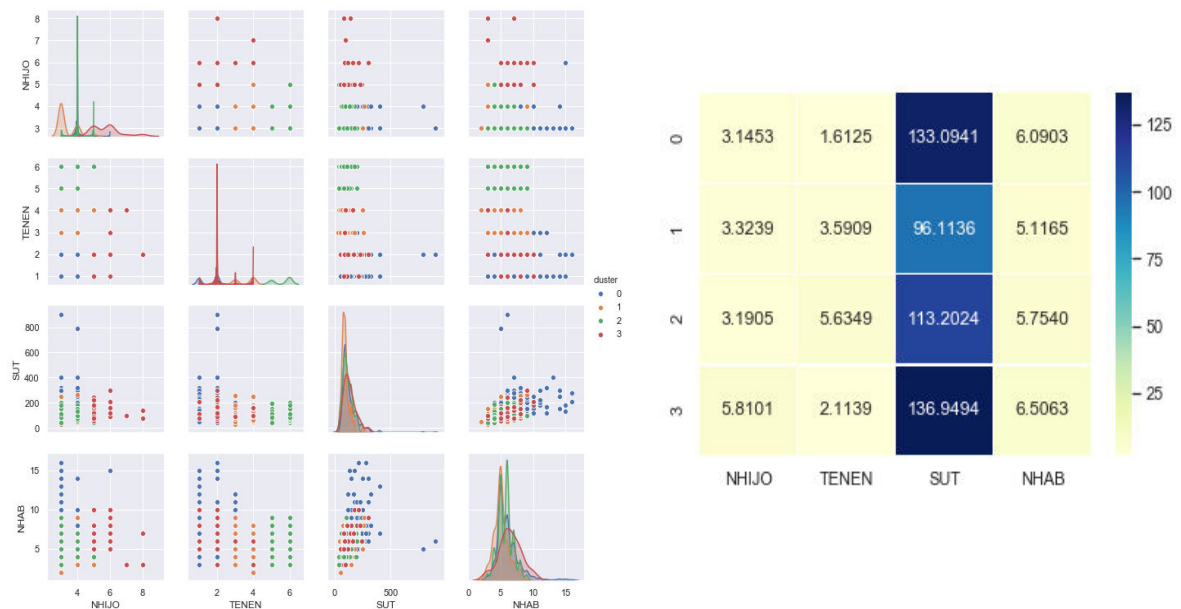 NHIJO
8
7
6
5
4
3
TENEN
6
5
4
3
2
1
SUT
800
600
400
200
0
NHAB
15
10
5
4 6 8
NHIJO
2 4 6
TENEN
0 500
SUT
0 5 10 15
NHAB
cluster
0
1
2
3
0 3.1453 1.6125 133.0941 6.0903
1 3.3239 3.5909 96.1136 5.1165
2 3.1905 5.6349 113.2024 5.7540
3 5.8101 2.1139 136.9494 6.5063
NHIJO TENEN SUT NHAB
125
100
75
50
25